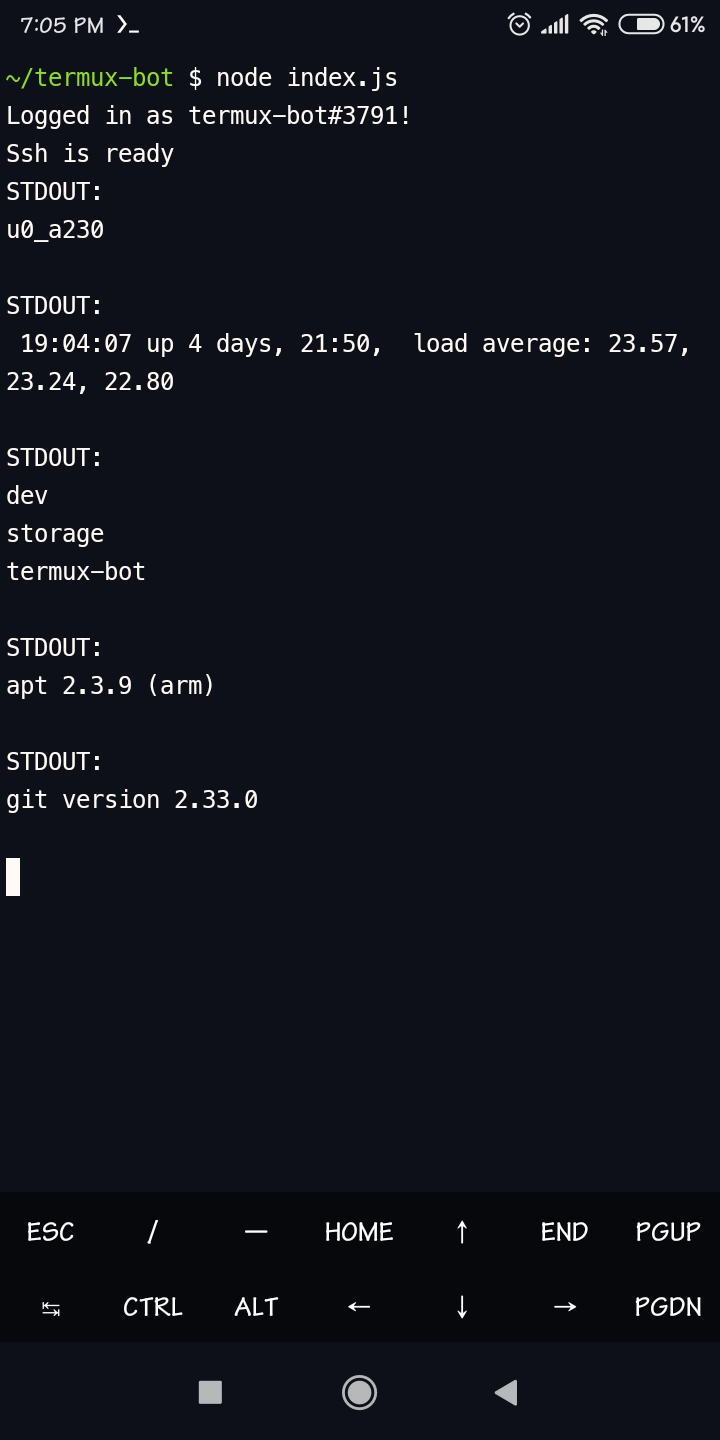 7:05 PM
61%
~/termux-bot $ node index.js
Logged in as termux-bot#3791!
Ssh is ready
STDOUT:
u0_a230
STDOUT:
 19:04:07 up 4 days, 21:50,  load average: 23.57,
23.24, 22.80
STDOUT:
dev
storage
termux-bot
STDOUT:
apt 2.3.9 (arm)
STDOUT:
git version 2.33.0
ESC / — HOME ↑ END PGUP
↹ CTRL ALT ← ↓ → PGDN